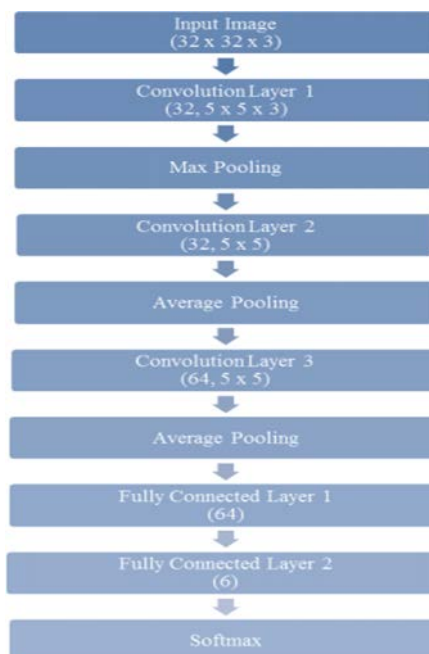 Input Image
(32 x 32 x 3)
Convolution Layer 1
(32, 5 x 5 x 3)
Max Pooling
Convolution Layer 2
(32, 5 x 5)
Average Pooling
Convolution Layer 3
(64, 5 x 5)
Average Pooling
Fully Connected Layer 1
(64)
Fully Connected Layer 2
(6)
Softmax